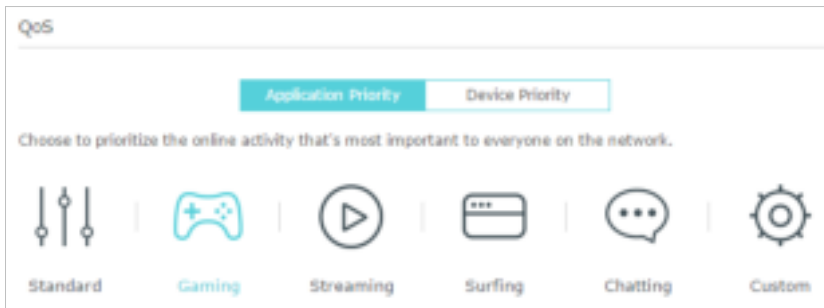 QoS
Application Priority Device Priority
Choose to prioritize the online activity that's most important to everyone on the network.
Standard Gaming Streaming Surfing Chatting Custom